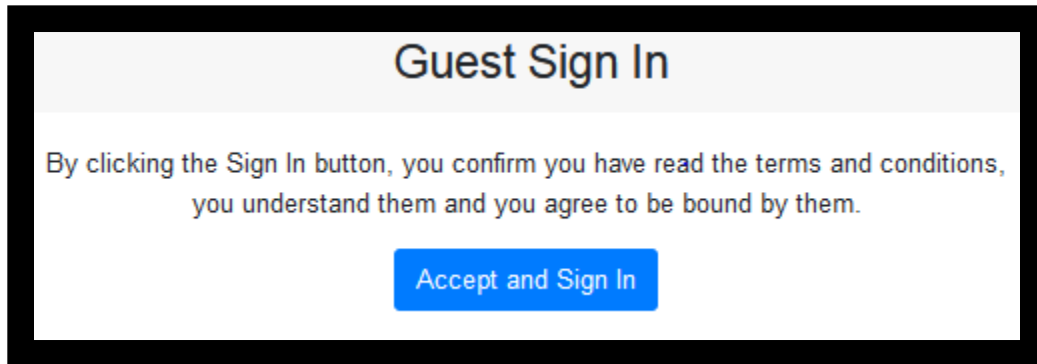 Guest Sign In
By clicking the Sign In button, you confirm you have read the terms and conditions,
you understand them and you agree to be bound by them.
Accept and Sign In